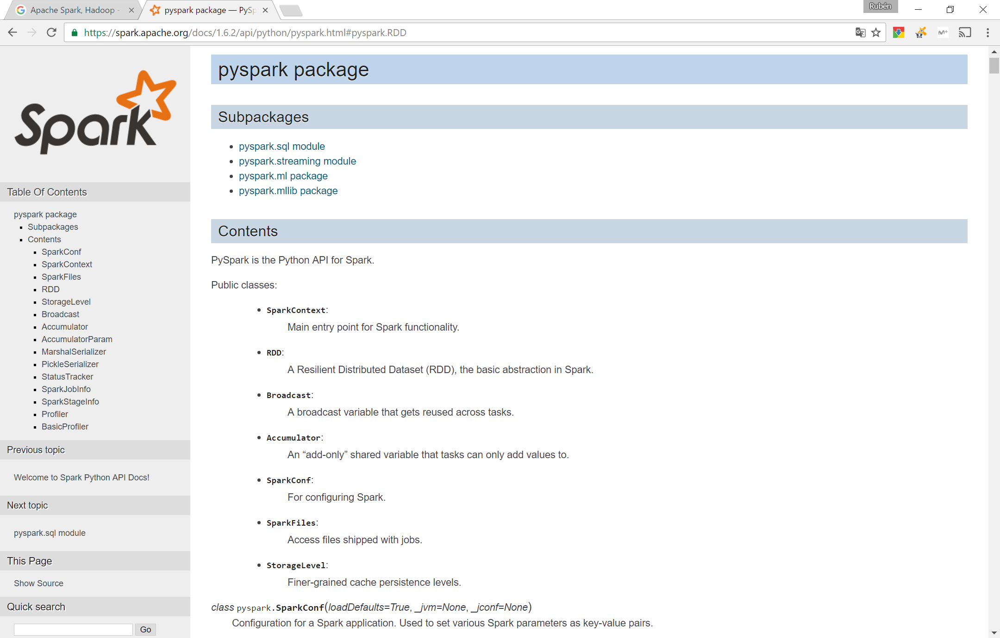 Apache Spark, Hadoop -
pyspark package — PySp
Rubén
https://spark.apache.org/docs/1.6.2/api/python/pyspark.html#pyspark.RDD
Spark
Table Of Contents
pyspark package
Subpackages
Contents
SparkConf
SparkContext
SparkFiles
RDD
StorageLevel
Broadcast
Accumulator
AccumulatorParam
MarshalSerializer
PickleSerializer
StatusTracker
SparkJobInfo
SparkStageInfo
Profiler
BasicProfiler
Previous topic
Welcome to Spark Python API Docs!
Next topic
pyspark.sql module
This Page
Show Source
Quick search
Go
pyspark package
Subpackages
pyspark.sql module
pyspark.streaming module
pyspark.ml package
pyspark.mllib package
Contents
PySpark is the Python API for Spark.
Public classes:
SparkContext:
Main entry point for Spark functionality.
RDD:
A Resilient Distributed Dataset (RDD), the basic abstraction in Spark.
Broadcast:
A broadcast variable that gets reused across tasks.
Accumulator:
An “add-only” shared variable that tasks can only add values to.
SparkConf:
For configuring Spark.
SparkFiles:
Access files shipped with jobs.
StorageLevel:
Finer-grained cache persistence levels.
class pyspark.SparkConf(loadDefaults=True, _jvm=None, _jconf=None)
Configuration for a Spark application. Used to set various Spark parameters as key-value pairs.